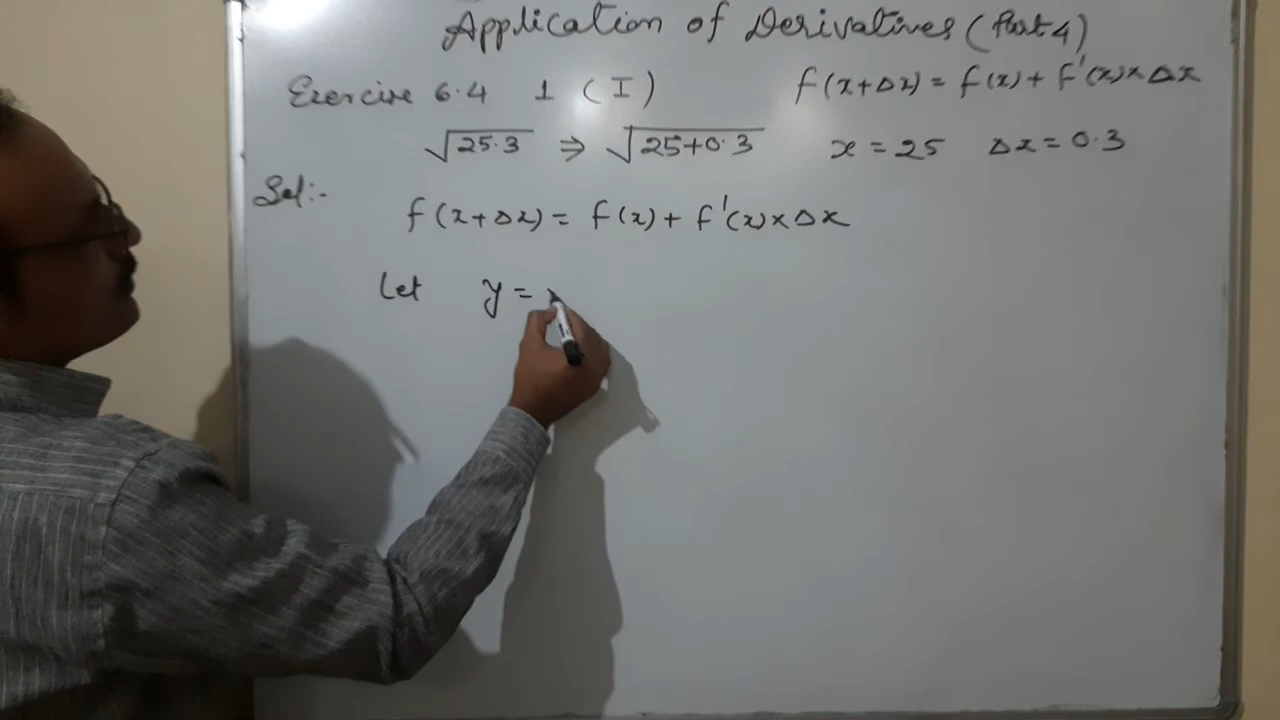 Application of Derivatives (Part 4)
Exercise 6.4 1 (I) f(x+Δx) = f(x) + f'(x) × Δx
√25.3 ⇒ √25+0.3 x = 25 Δx = 0.3
Sol:-
f(x+Δx) = f(x) + f'(x) × Δx
Let y =